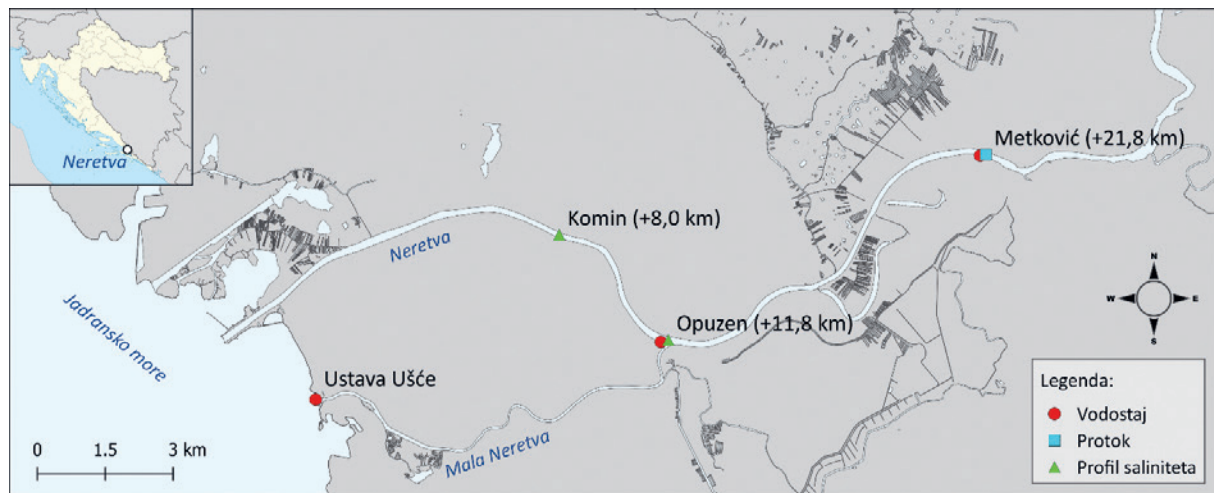 Neretva
Metković (+21,8 km)
Komin (+8,0 km)
Neretva
Jadransko more
Opuzen (+11,8 km)
Ustava Ušće
Mala Neretva
0 1.5 3 km
N
W E
S
Legenda:
Vodostaj
Protok
Profil saliniteta